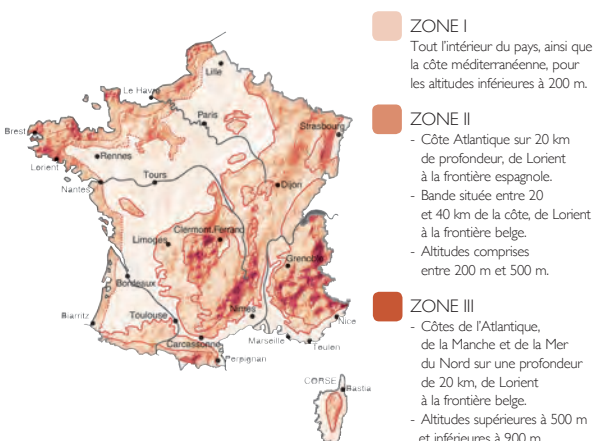 Lille
Le Havre
Paris
Strasbourg
Brest
Rennes
Lorient
Tours
Nantes
Dijon
Clermont Ferrand
Limoges
Grenoble
Bordeaux
Biarritz
Toulouse
Nimes
Nice
Carcassonne
Marseille
Toulen
Perpignan
CORSE
Bastia
ZONE I
Tout l'intérieur du pays, ainsi que
la côte méditerranéenne, pour
les altitudes inférieures à 200 m.
ZONE II
- Côte Atlantique sur 20 km
de profondeur, de Lorient
à la frontière espagnole.
- Bande située entre 20
et 40 km de la côte, de Lorient
à la frontière belge.
- Altitudes comprises
entre 200 m et 500 m.
ZONE III
- Côtes de l'Atlantique,
de la Manche et de la Mer
du Nord sur une profondeur
de 20 km, de Lorient
à la frontière belge.
- Altitudes supérieures à 500 m
et inférieures à 900 m.